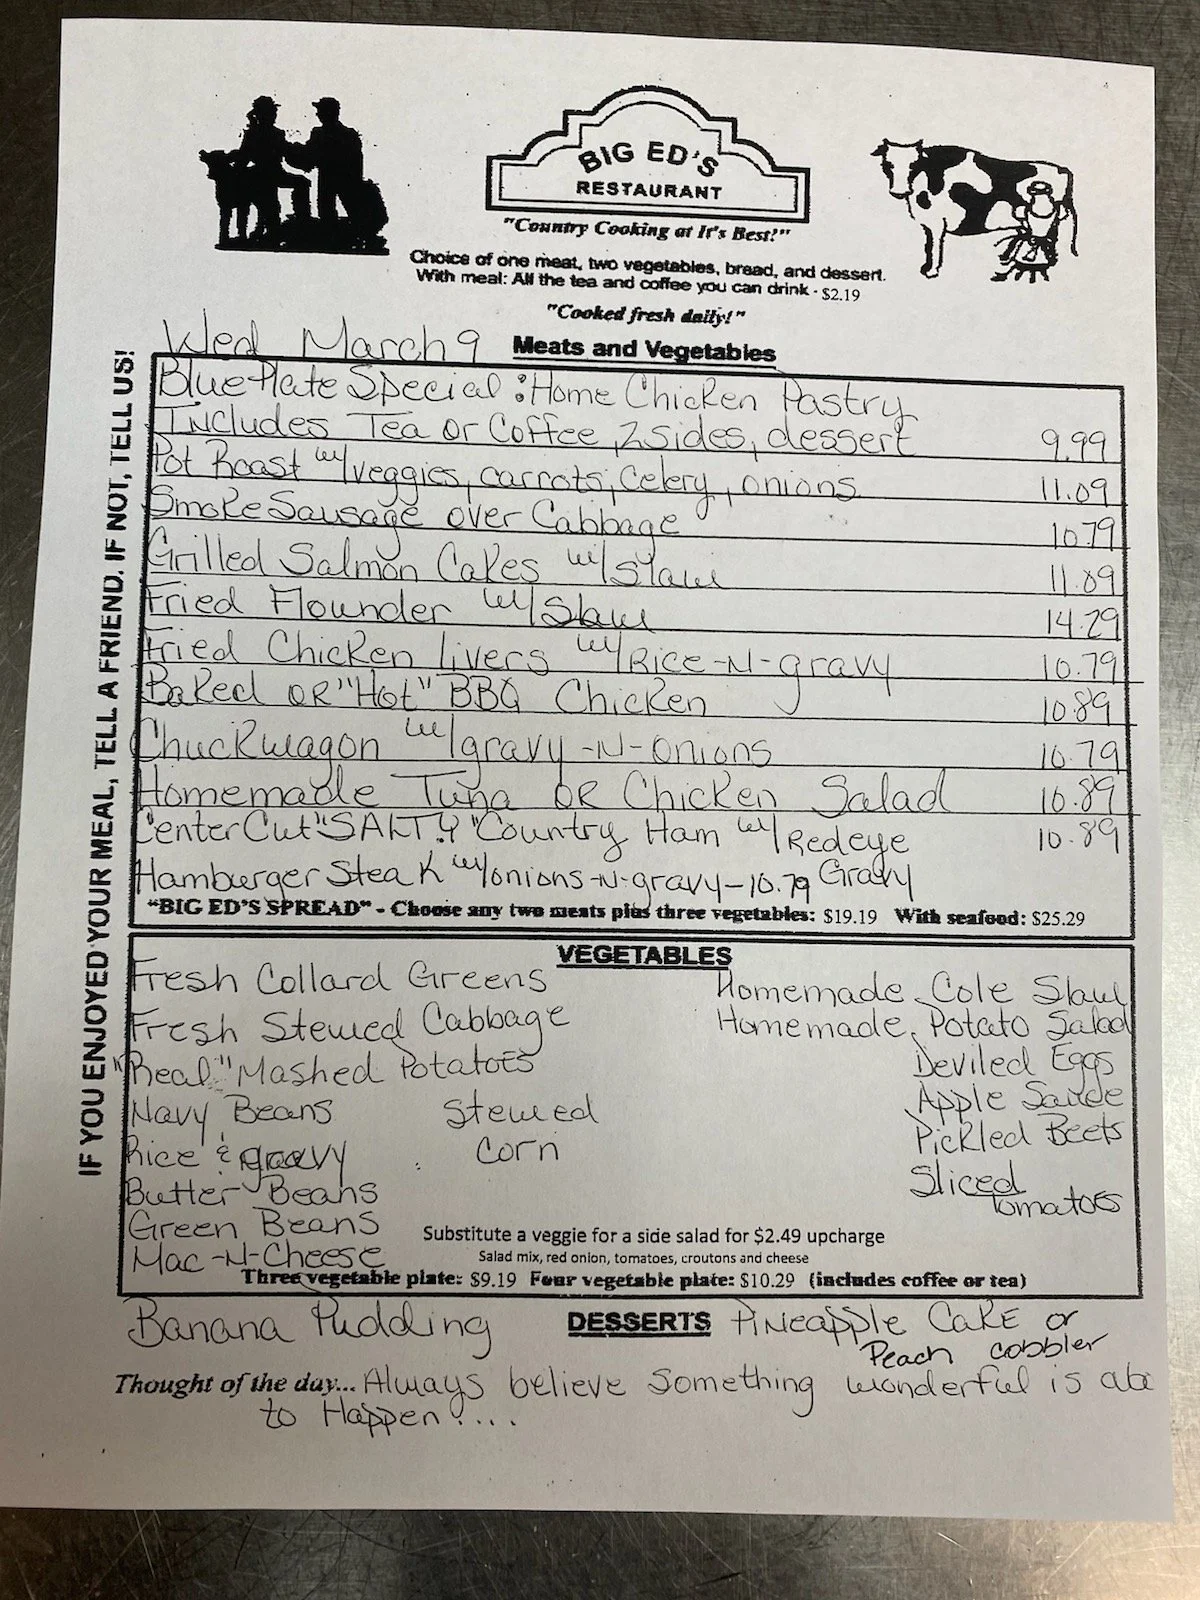 BIG ED'S
RESTAURANT
"Country Cooking at It's Best!"
Choice of one meat, two vegetables, bread, and dessert.
With meal: All the tea and coffee you can drink - $2.19
"Cooked fresh daily!"
Wed March 9 Meats and Vegetables
IF YOU ENJOYED YOUR MEAL, TELL A FRIEND. IF NOT, TELL US!
Blue Plate Special: Home Chicken Pastry
Includes Tea or Coffee, 2 sides, dessert 9.99
Pot Roast w/veggies, carrots, Celery, onions 11.09
Smoke Sausage over Cabbage 10.79
Grilled Salmon Cakes w/slaw 11.09
Fried Flounder w/Slaw 14.29
Fried Chicken livers w/Rice-N-gravy 10.79
Baked OR "Hot" BBQ Chicken 10.89
Chuckwagon w/gravy-N-Onions 10.79
Homemade Tuna OR Chicken Salad 10.89
Center Cut "SALTY" Country Ham w/Redeye Gravy 10.89
Hamburger Steak w/onions-N-gravy-10.79
"BIG ED'S SPREAD" - Choose any two meats plus three vegetables: $19.19 With seafood: $25.29
VEGETABLES
Fresh Collard Greens
Fresh Stewed Cabbage
"Real" Mashed Potatoes
Navy Beans
Rice & gravy
Butter Beans
Green Beans
Mac-N-Cheese
Stewed
Corn
Homemade Cole Slaw
Homemade Potato Salad
Deviled Eggs
Apple Sauce
Pickled Beets
Sliced
Tomatoes
Substitute a veggie for a side salad for $2.49 upcharge
Salad mix, red onion, tomatoes, croutons and cheese
Three vegetable plate: $9.19 Four vegetable plate: $10.29 (includes coffee or tea)
Banana Pudding DESSERTS Pineapple Cake or
Peach cobbler
Thought of the day... Always believe Something wonderful is abo
to Happen!....